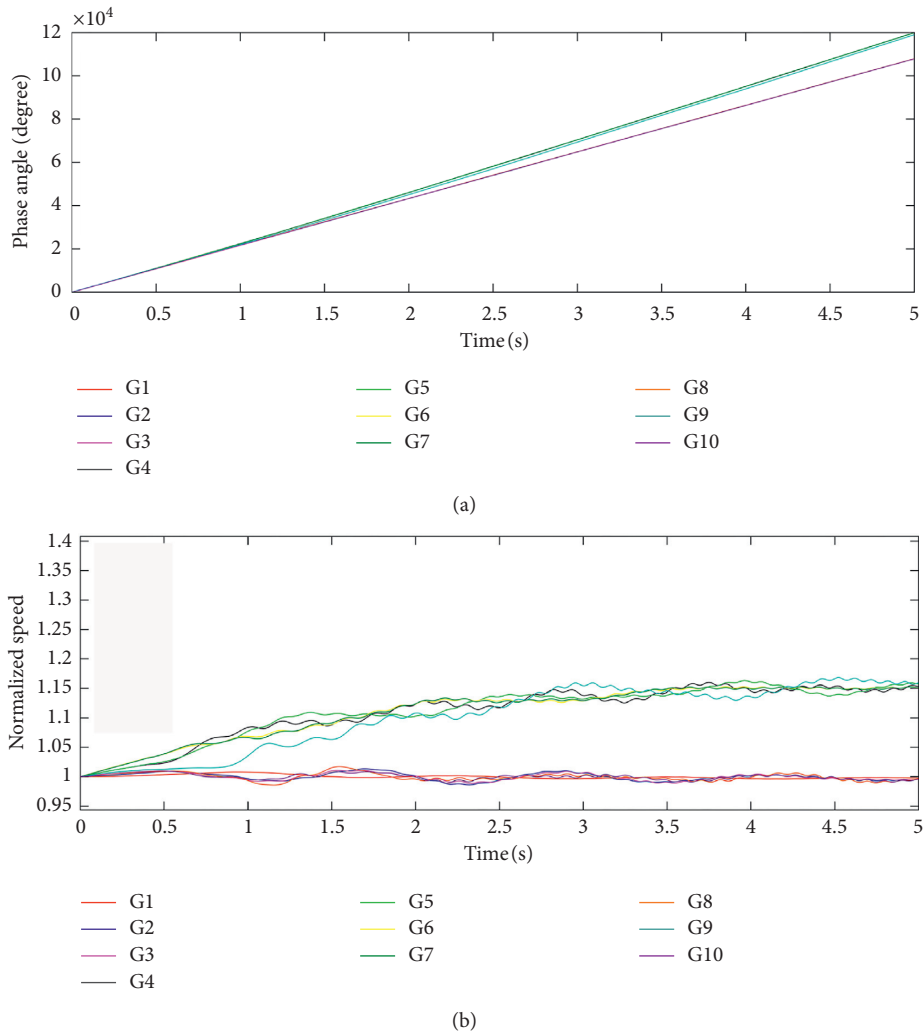 ×10⁴
12
10
8
6
4
2
0
Phase angle (degree)
0 0.5 1 1.5 2 2.5 3 3.5 4 4.5 5
Time (s)
G1 G5 G8
G2 G6 G9
G3 G7 G10
G4
(a)
1.4
1.35
1.3
1.25
1.2
1.15
1.1
1.05
1
0.95
Normalized speed
0 0.5 1 1.5 2 2.5 3 3.5 4 4.5 5
Time (s)
G1 G5 G8
G2 G6 G9
G3 G7 G10
G4
(b)